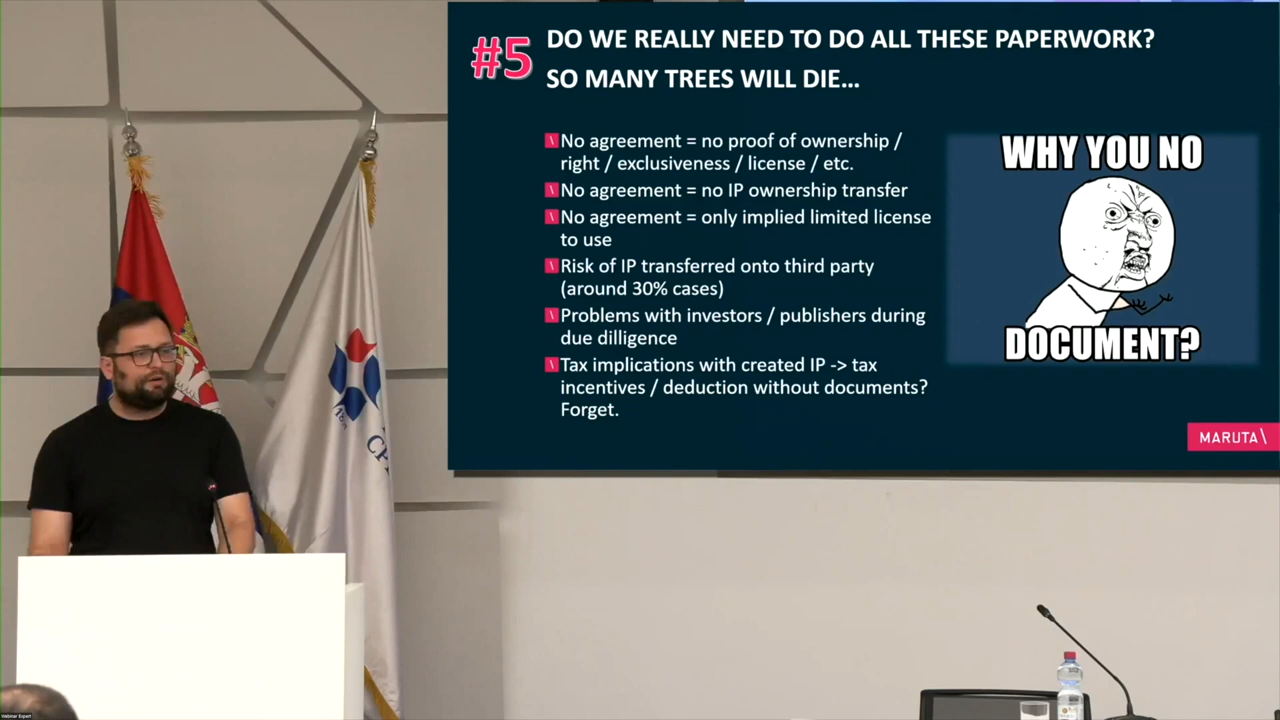 #5
DO WE REALLY NEED TO DO ALL THESE PAPERWORK?
SO MANY TREES WILL DIE...
No agreement = no proof of ownership /
right / exclusiveness / license / etc.
No agreement = no IP ownership transfer
No agreement = only implied limited license
to use
Risk of IP transferred onto third party
(around 30% cases)
Problems with investors / publishers during
due dilligence
Tax implications with created IP -> tax
incentives / deduction without documents?
Forget.
WHY YOU NO
DOCUMENT?
MARUTA\
Webinar Expert